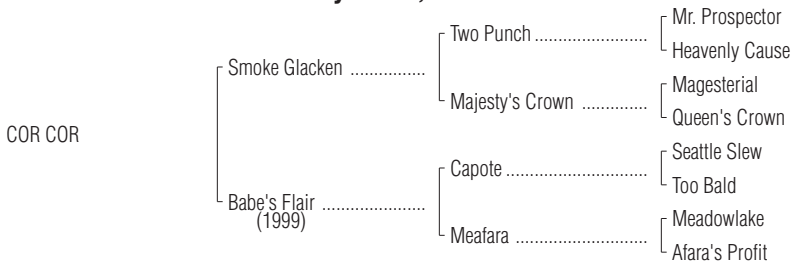 Mr. Prospector
Two Punch
Heavenly Cause
Smoke Glacken
Magesterial
Majesty's Crown
Queen's Crown
COR COR
Seattle Slew
Capote
Too Bald
Babe's Flair
(1999)
Meadowlake
Meafara
Afara's Profit